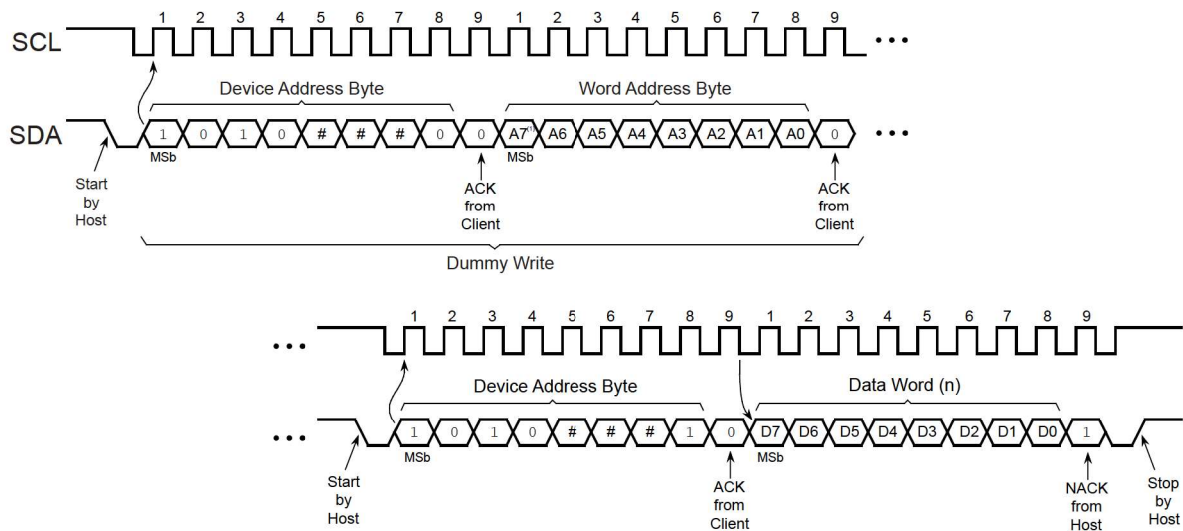 1 2 3 4 5 6 7 8 9 1 2 3 4 5 6 7 8 9
SCL
Device Address Byte Word Address Byte
SDA 1 0 1 0 # # # 0 0 A7(1) A6 A5 A4 A3 A2 A1 A0 0
MSb MSb
Start by Host
ACK from Client
ACK from Client
Dummy Write
1 2 3 4 5 6 7 8 9 1 2 3 4 5 6 7 8 9
Device Address Byte Data Word (n)
1 0 1 0 # # # 1 0 D7 D6 D5 D4 D3 D2 D1 D0 1
MSb MSb
Start by Host
ACK from Client
NACK from Host
Stop by Host